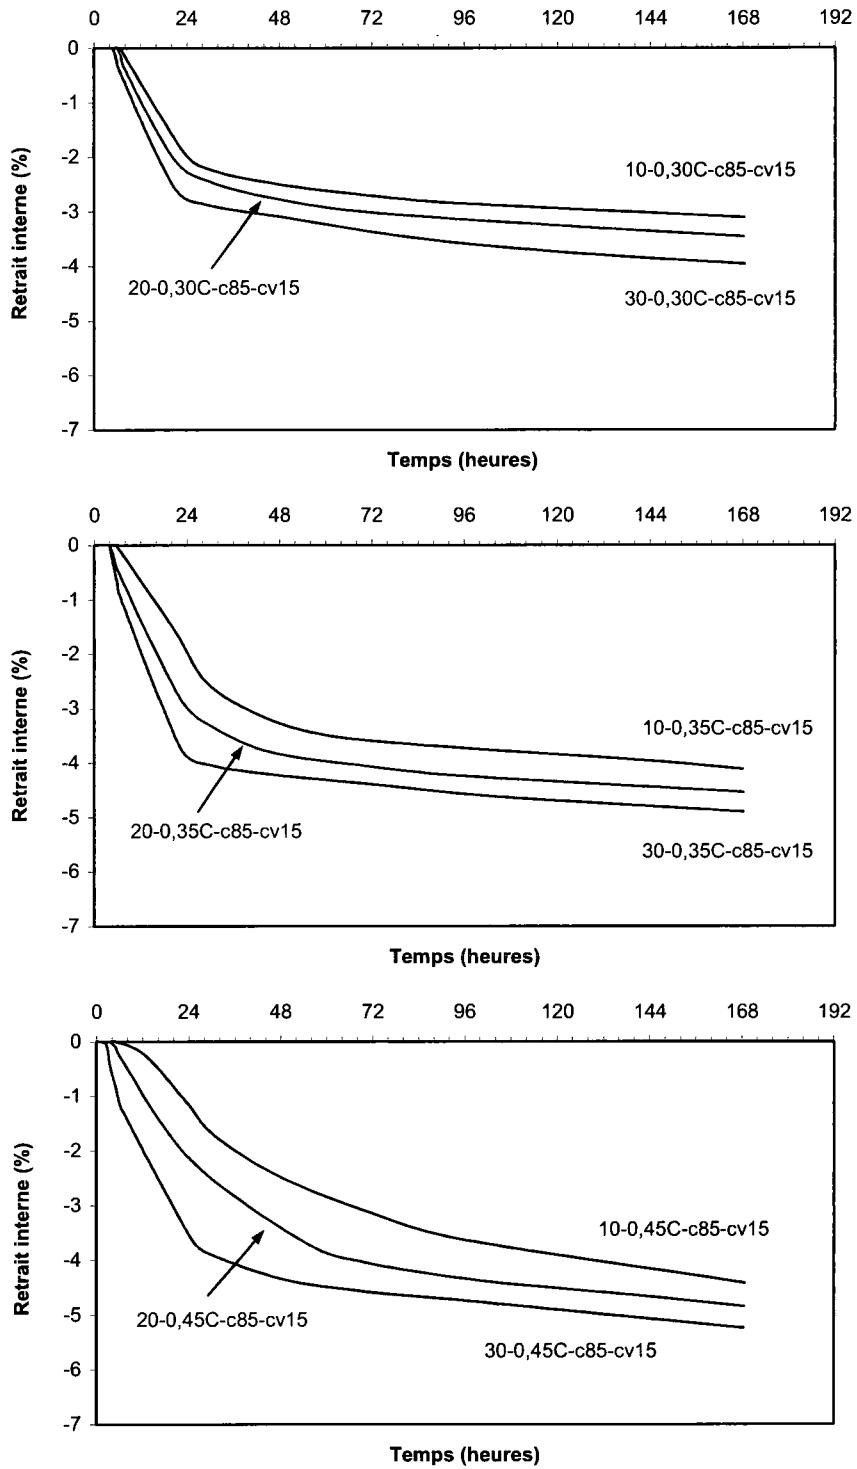 0 24 48 72 96 120 144 168 192
0
-1
-2
-3
-4
-5
-6
-7
Retrait interne (%)
10-0,30C-c85-cv15
20-0,30C-c85-cv15
30-0,30C-c85-cv15
Temps (heures)
0 24 48 72 96 120 144 168 192
0
-1
-2
-3
-4
-5
-6
-7
Retrait interne (%)
10-0,35C-c85-cv15
20-0,35C-c85-cv15
30-0,35C-c85-cv15
Temps (heures)
0 24 48 72 96 120 144 168 192
0
-1
-2
-3
-4
-5
-6
-7
Retrait interne (%)
10-0,45C-c85-cv15
20-0,45C-c85-cv15
30-0,45C-c85-cv15
Temps (heures)